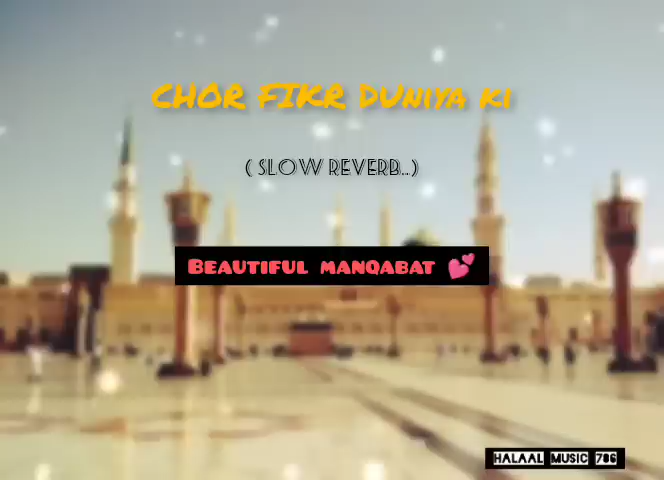 CHOR FIKR DUNIYA KI
( SLOW REVERB..)
BEAUTIFUL MANQABAT 💕
HALAAL MUSIC 786